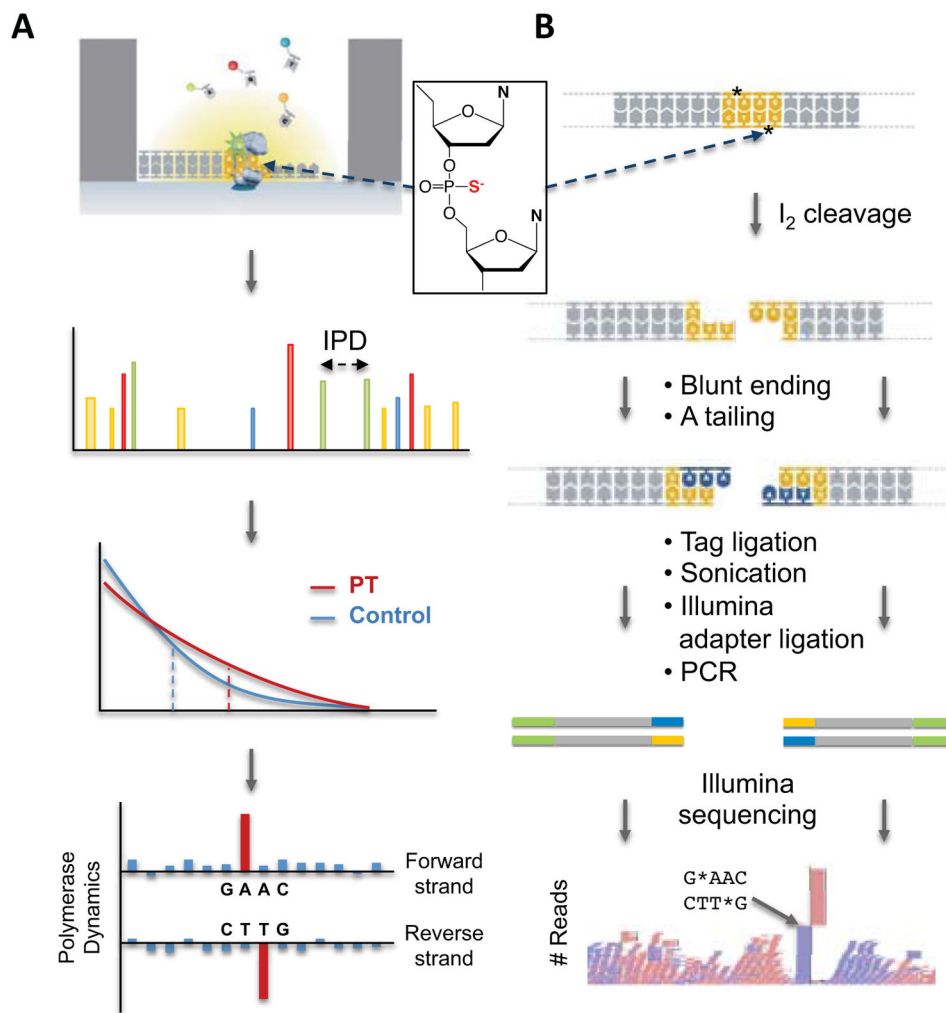 A
B
N
O
O
O=P-S-
O
N
O
*
*
I2 cleavage
IPD
• Blunt ending
• A tailing
PT
Control
• Tag ligation
• Sonication
• Illumina
adapter ligation
• PCR
Polymerase
Dynamics
G A A C
Forward
strand
C T T G
Reverse
strand
Illumina
sequencing
# Reads
G*AAC
CTT*G